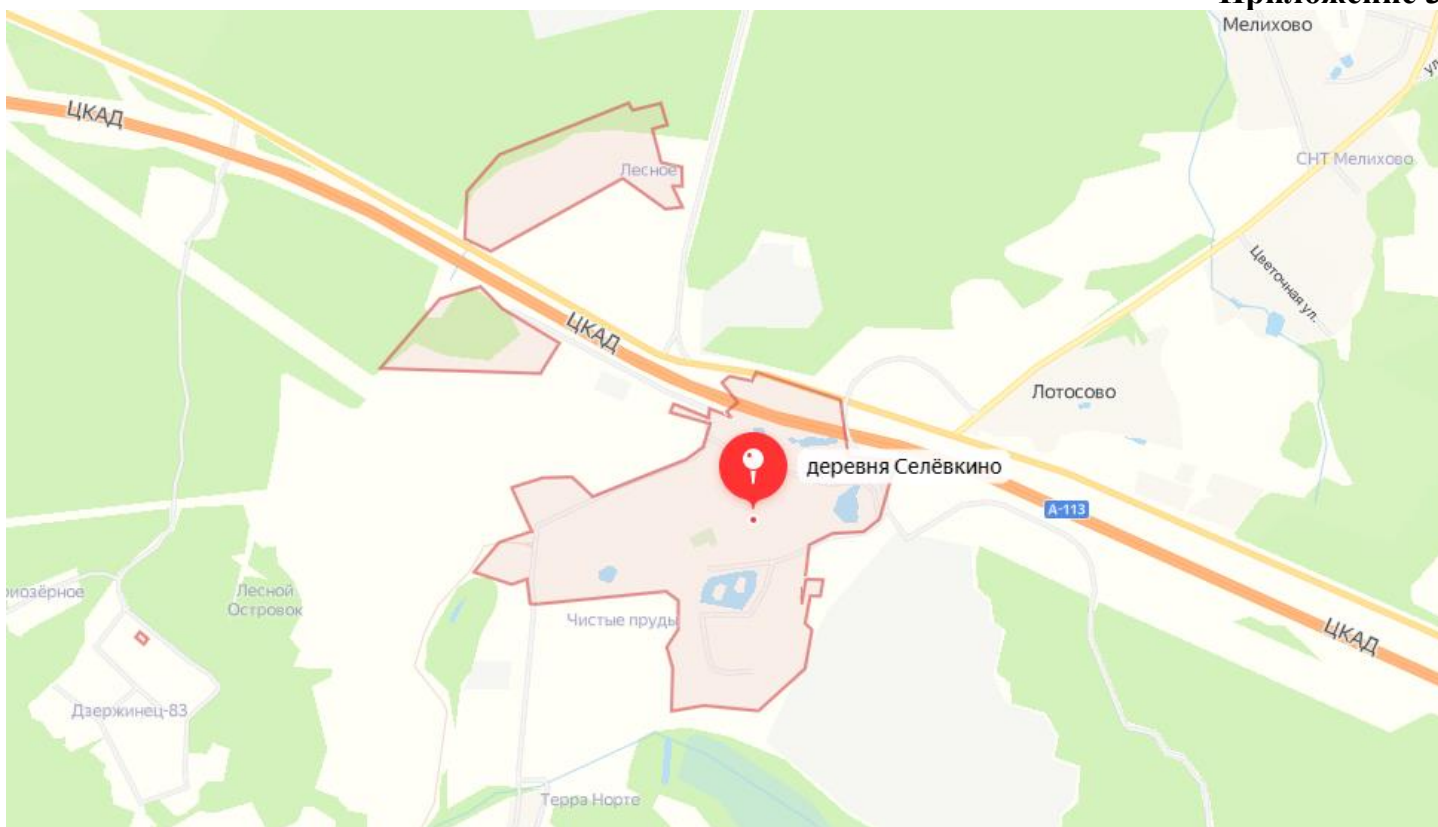 Мелихово
ЦКАД
Лесное
СНТ Мелихово
Цветочная ул.
ЦКАД
Лотосово
деревня Селёвкино
А-113
Лесной
Островок
Чистые пруды
ЦКАД
Дзержинец-83
Терра Норте